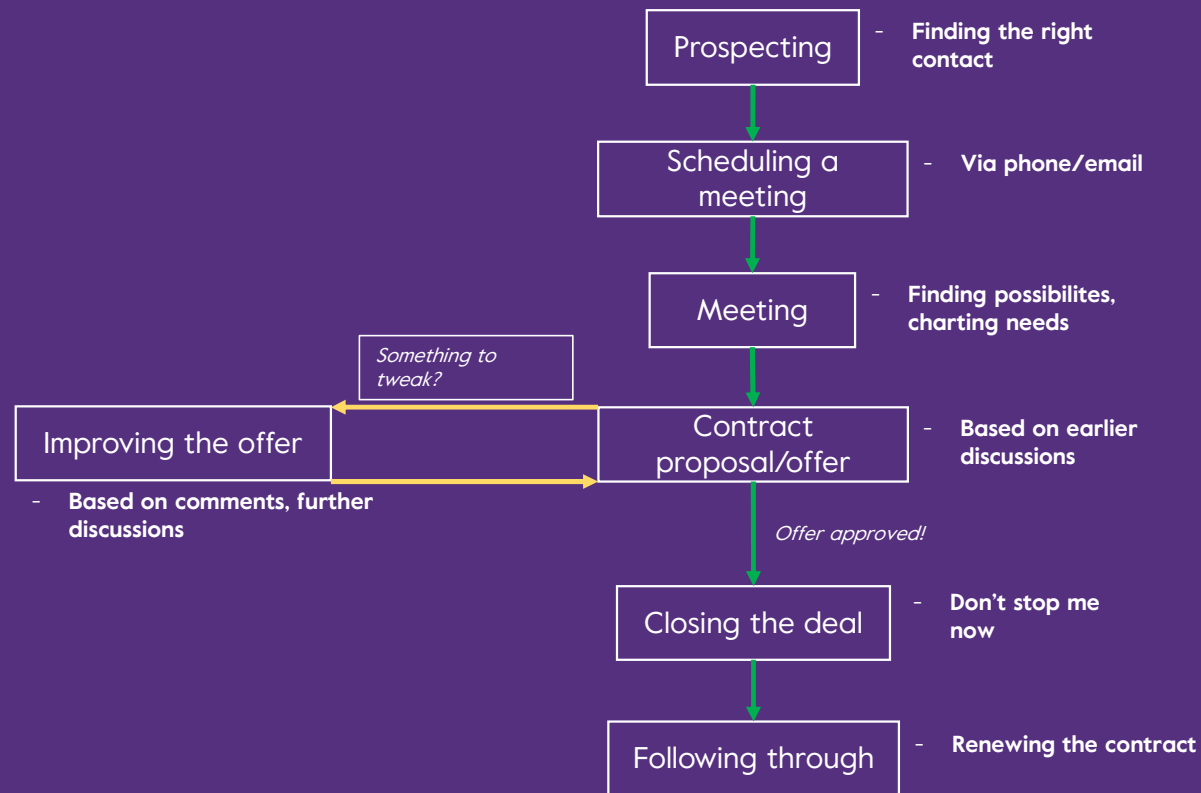 Prospecting
- Finding the right
contact
Scheduling a
meeting
- Via phone/email
Meeting
- Finding possibilites,
charting needs
Something to
tweak?
Improving the offer
- Based on comments, further
discussions
Contract
proposal/offer
- Based on earlier
discussions
Offer approved!
Closing the deal
- Don't stop me
now
Following through
- Renewing the contract